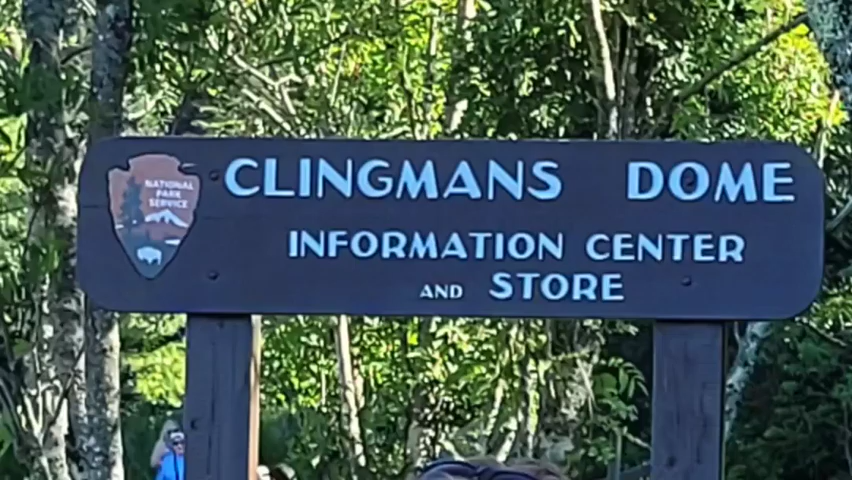 NATIONAL
PARK
SERVICE
CLINGMANS DOME
INFORMATION CENTER
AND STORE